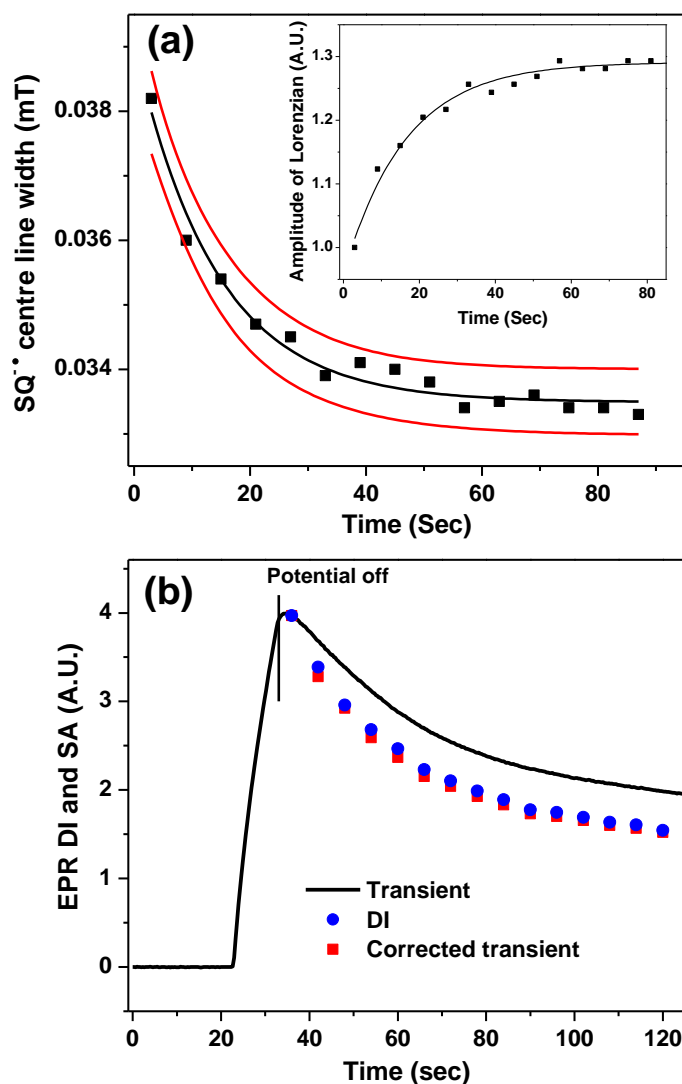 (a)
SQ⁻• centre line width (mT)
0.038
0.036
0.034
0
20
40
60
80
Time (Sec)
Amplitude of Lorenzian (A.U.)
1.3
1.2
1.1
1.0
0
20
40
60
80
Time (Sec)
(b)
Potential off
EPR DI and SA (A.U.)
4
3
2
1
0
Transient
DI
Corrected transient
0
20
40
60
80
100
120
Time (sec)